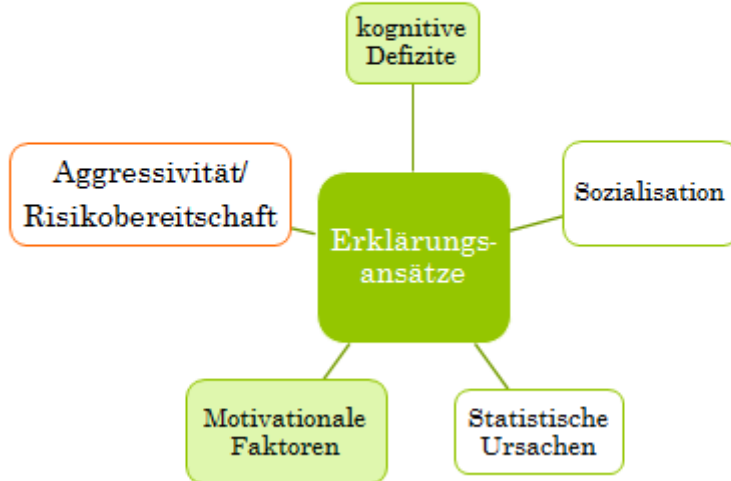 kognitive
Defizite
Aggressivität/
Risikobereitschaft
Sozialisation
Erklärungs-
ansätze
Motivationale
Faktoren
Statistische
Ursachen